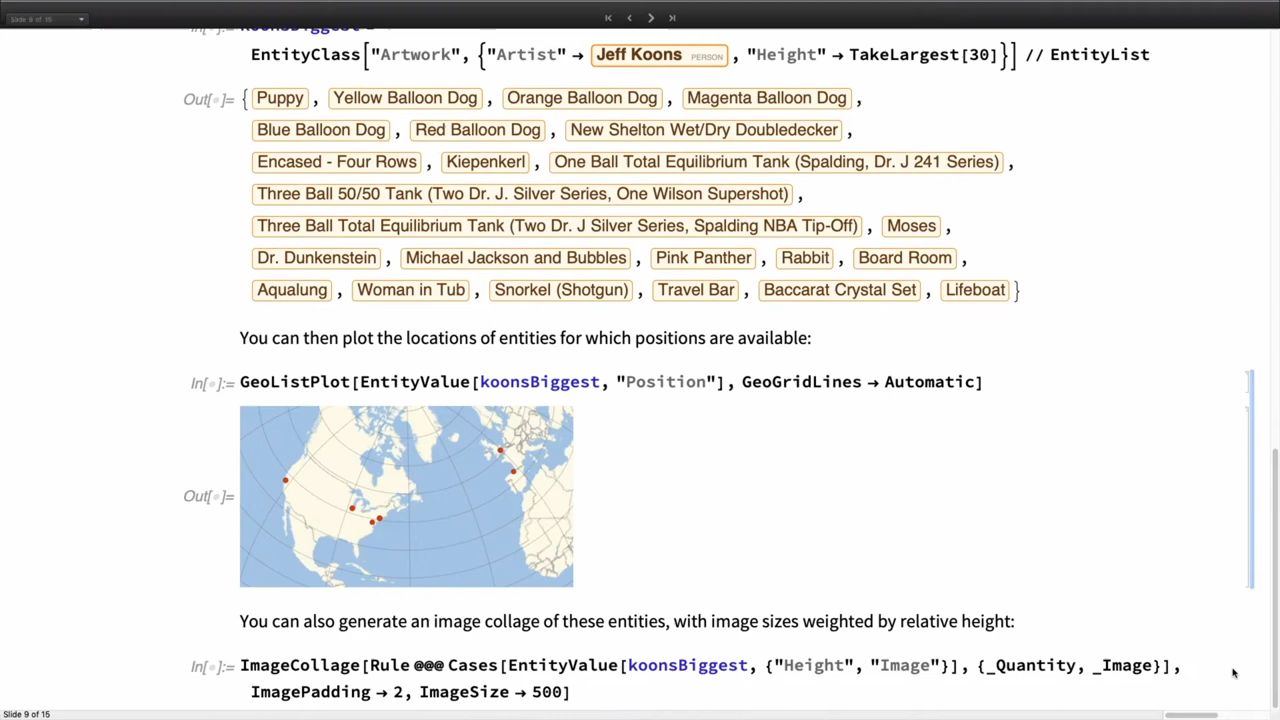 Slide 9 of 15
In[◦]:= koonsBiggest =
EntityClass["Artwork", {"Artist" → Jeff Koons PERSON , "Height" → TakeLargest[30]}] // EntityList
Out[◦]= { Puppy , Yellow Balloon Dog , Orange Balloon Dog , Magenta Balloon Dog ,
Blue Balloon Dog , Red Balloon Dog , New Shelton Wet/Dry Doubledecker ,
Encased - Four Rows , Kiepenkerl , One Ball Total Equilibrium Tank (Spalding, Dr. J 241 Series) ,
Three Ball 50/50 Tank (Two Dr. J. Silver Series, One Wilson Supershot) ,
Three Ball Total Equilibrium Tank (Two Dr. J Silver Series, Spalding NBA Tip-Off) , Moses ,
Dr. Dunkenstein , Michael Jackson and Bubbles , Pink Panther , Rabbit , Board Room ,
Aqualung , Woman in Tub , Snorkel (Shotgun) , Travel Bar , Baccarat Crystal Set , Lifeboat }
You can then plot the locations of entities for which positions are available:
In[◦]:= GeoListPlot[EntityValue[koonsBiggest, "Position"], GeoGridLines → Automatic]
Out[◦]=
You can also generate an image collage of these entities, with image sizes weighted by relative height:
In[◦]:= ImageCollage[Rule @@@ Cases[EntityValue[koonsBiggest, {"Height", "Image"}], {_Quantity, _Image}],
ImagePadding → 2, ImageSize → 500]
Slide 9 of 15